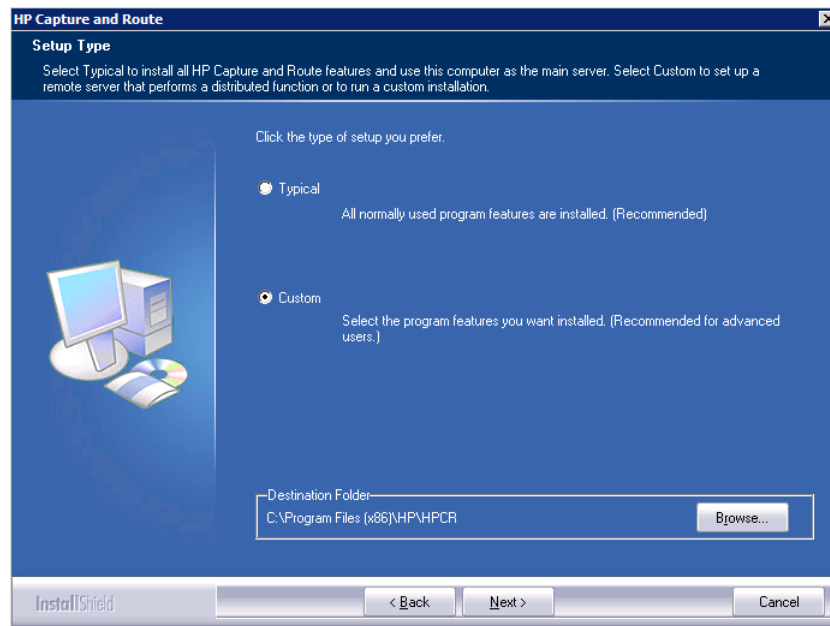 HP Capture and Route
Setup Type
Select Typical to install all HP Capture and Route features and use this computer as the main server. Select Custom to set up a
remote server that performs a distributed function or to run a custom installation.
Click the type of setup you prefer.
Typical
All normally used program features are installed. (Recommended)
Custom
Select the program features you want installed. (Recommended for advanced
users.)
Destination Folder
C:\Program Files (x86)\HP\HPCR
Browse...
InstallShield
< Back
Next >
Cancel